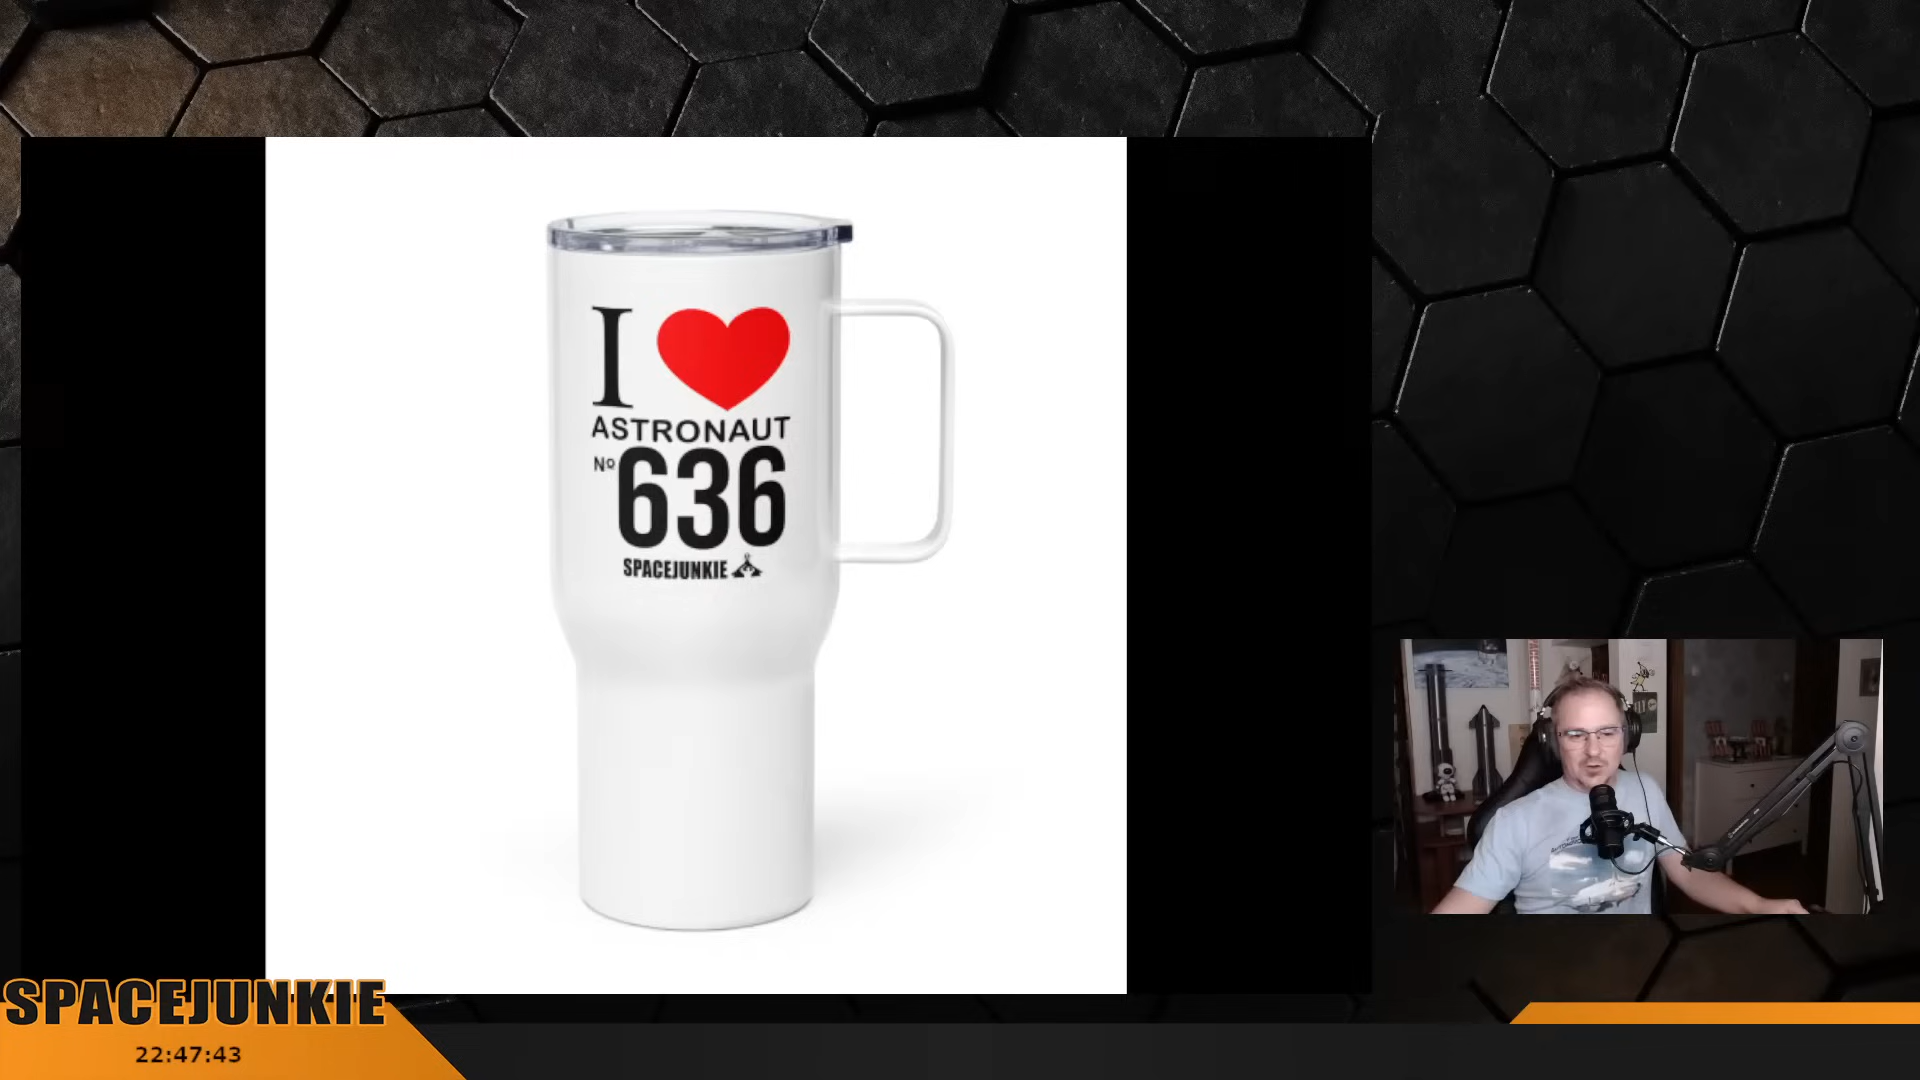 I
ASTRONAUT
Nº 636
SPACEJUNKIE
SPACEJUNKIE
22:47:43